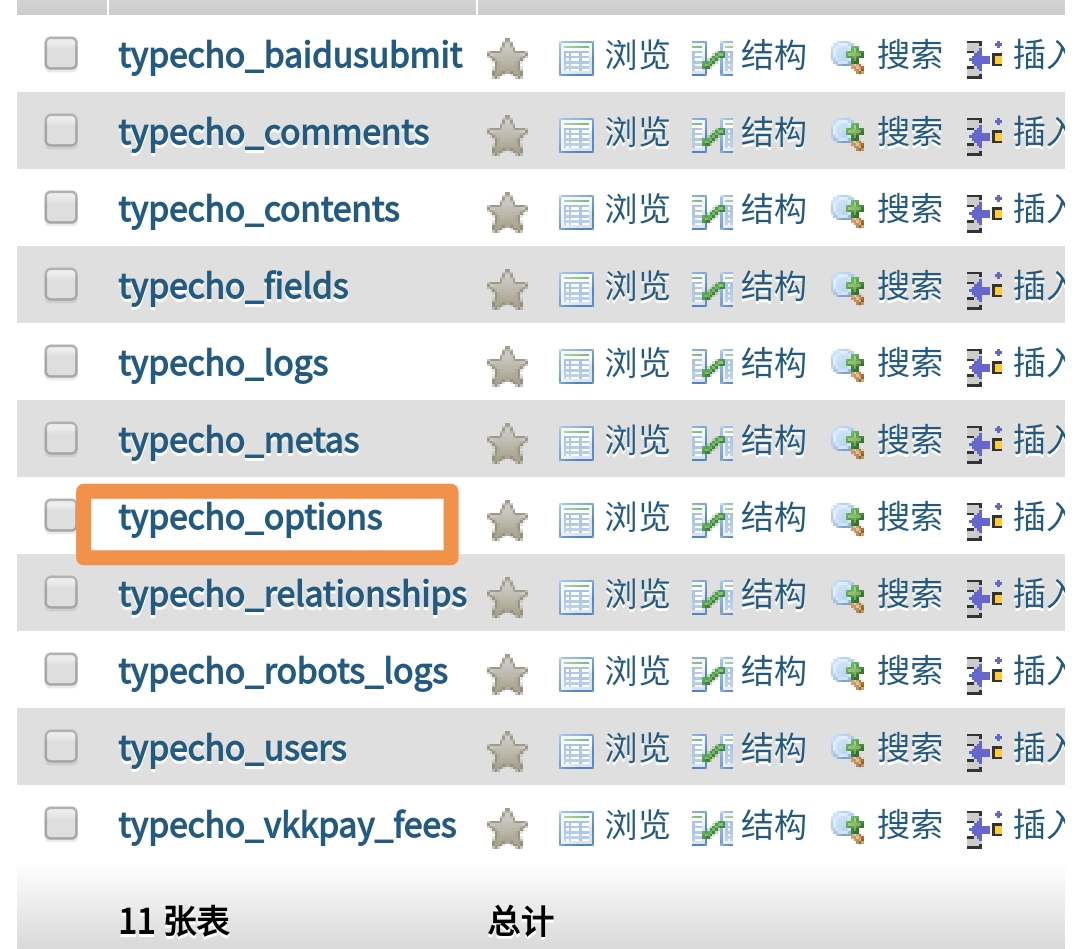 typecho_baidusubmit 浏览 结构 搜索 插入
typecho_comments 浏览 结构 搜索 插入
typecho_contents 浏览 结构 搜索 插入
typecho_fields 浏览 结构 搜索 插入
typecho_logs 浏览 结构 搜索 插入
typecho_metas 浏览 结构 搜索 插入
typecho_options 浏览 结构 搜索 插入
typecho_relationships 浏览 结构 搜索 插入
typecho_robots_logs 浏览 结构 搜索 插入
typecho_users 浏览 结构 搜索 插入
typecho_vkkpay_fees 浏览 结构 搜索 插入
11 张表 总计